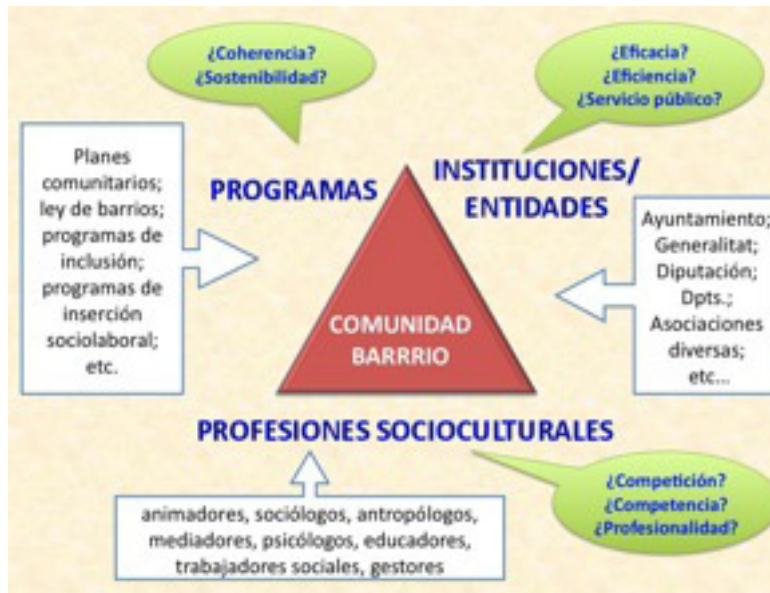 ¿Coherencia?
¿Sostenibilidad?
¿Eficacia?
¿Eficiencia?
¿Servicio público?
Planes
comunitarios;
ley de barrios;
programas de
inclusión;
programas de
inserción
sociolaboral;
etc.
PROGRAMAS
INSTITUCIONES/
ENTIDADES
Ayuntamiento;
Generalitat;
Diputación;
Dpts.;
Asociaciones
diversas;
etc...
COMUNIDAD
BARRRIO
PROFESIONES SOCIOCULTURALES
¿Competición?
¿Competencia?
¿Profesionalidad?
animadores, sociólogos, antropólogos,
mediadores, psicólogos, educadores,
trabajadores sociales, gestores